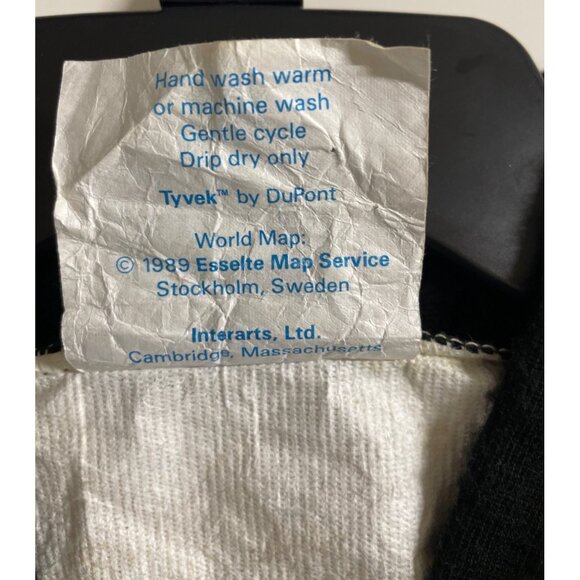 Hand wash warm
or machine wash
Gentle cycle
Drip dry only
Tyvek™ by DuPont
World Map:
© 1989 Esselte Map Service
Stockholm, Sweden
Interarts, Ltd.
Cambridge, Massachusetts